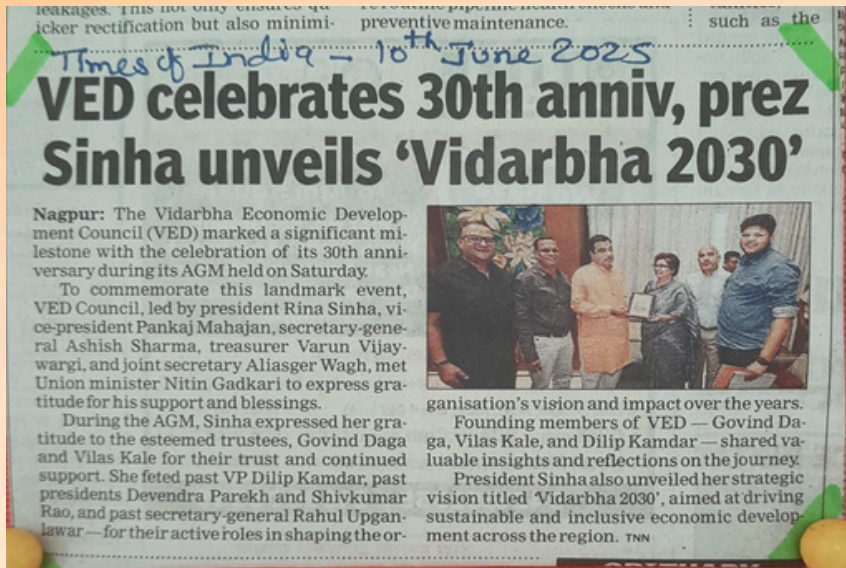 leakages. This not only ensures qu-
icker rectification but also minimi-
preventive maintenance.
such as the
Times of India - 10th June 2025
VED celebrates 30th anniv, prez
Sinha unveils ‘Vidarbha 2030’
Nagpur: The Vidarbha Economic Develop-
ment Council (VED) marked a significant mi-
lestone with the celebration of its 30th anni-
versary during its AGM held on Saturday.
To commemorate this landmark event,
VED Council, led by president Rina Sinha, vi-
ce-president Pankaj Mahajan, secretary-gene-
ral Ashish Sharma, treasurer Varun Vijay-
wargi, and joint secretary Aliasger Wagh, met
Union minister Nitin Gadkari to express gra-
titude for his support and blessings.
During the AGM, Sinha expressed her gra-
titude to the esteemed trustees, Govind Daga
and Vilas Kale for their trust and continued
support. She feted past VP Dilip Kamdar, past
presidents Devendra Parekh and Shivkumar
Rao, and past secretary-general Rahul Upgan-
lawar — for their active roles in shaping the or-
ganisation’s vision and impact over the years.
Founding members of VED — Govind Da-
ga, Vilas Kale, and Dilip Kamdar — shared va-
luable insights and reflections on the journey.
President Sinha also unveiled her strategic
vision titled ‘Vidarbha 2030’, aimed at driving
sustainable and inclusive economic develop-
ment across the region. TNN
OBITUARY